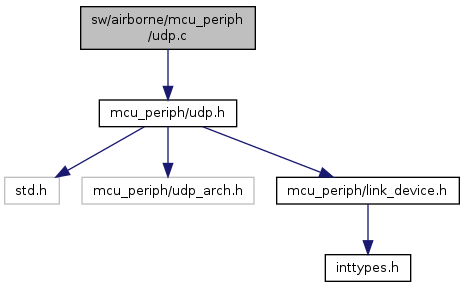 sw/airborne/mcu_periph
/udp.c
mcu_periph/udp.h
std.h
mcu_periph/udp_arch.h
mcu_periph/link_device.h
inttypes.h